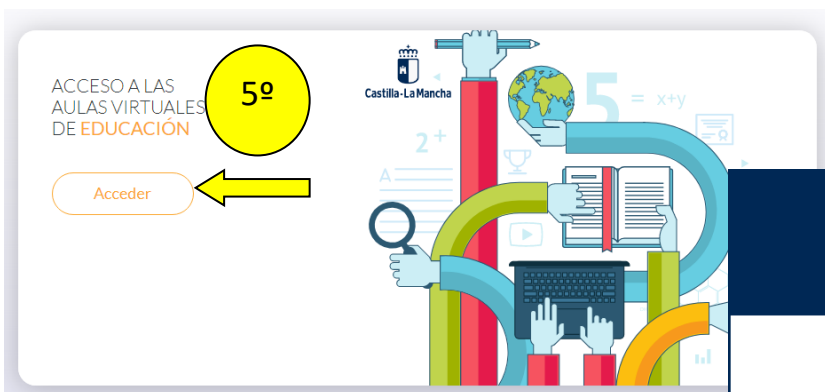 ACCESO A LAS
AULAS VIRTUALES
DE EDUCACIÓN
5º
Acceder
Castilla-La Mancha
5
= x+y
2+
A